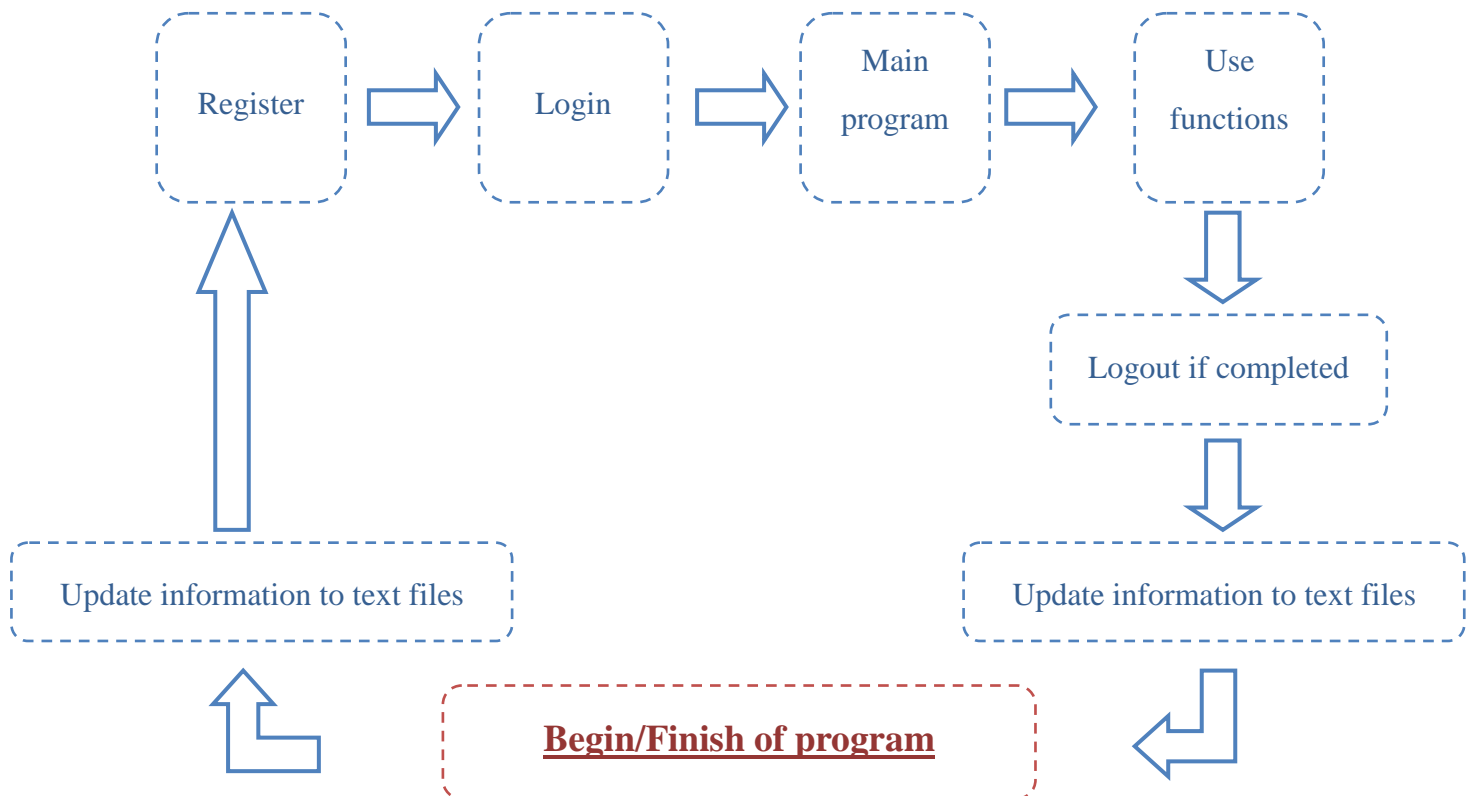 Register
Login
Main
program
Use
functions
Logout if completed
Update information to text files
Update information to text files
Begin/Finish of program